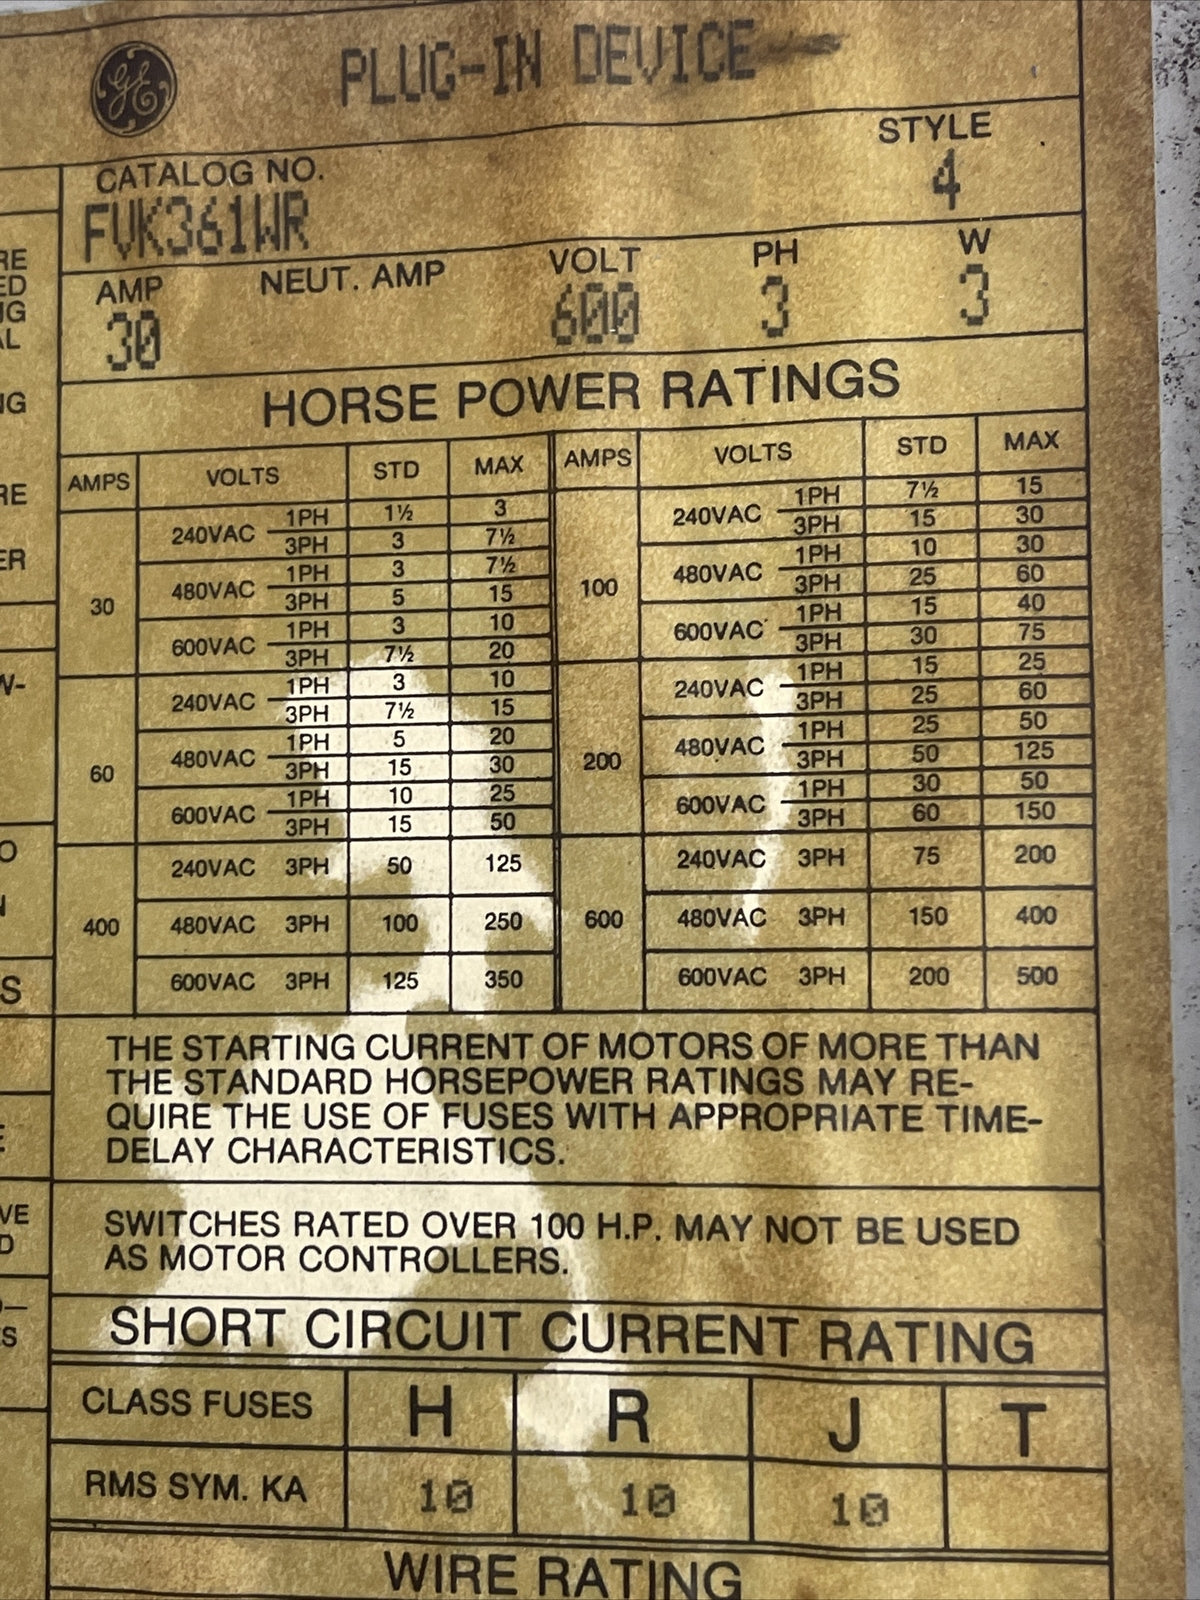 GE
PLUG-IN DEVICE
CATALOG NO.
FVK361WR
STYLE
4
AMP
30
NEUT. AMP
VOLT
600
PH
3
W
3
HORSE POWER RATINGS
AMPS VOLTS STD MAX
30
240VAC 1PH 1½ 3
3PH 3 7½
480VAC 1PH 3 7½
3PH 5 15
600VAC 1PH 3 10
3PH 7½ 20
60
240VAC 1PH 3 10
3PH 7½ 15
480VAC 1PH 5 20
3PH 15 30
600VAC 1PH 10 25
3PH 15 50
400
240VAC 3PH 50 125
480VAC 3PH 100 250
600VAC 3PH 125 350
AMPS VOLTS STD MAX
100
240VAC 1PH 7½ 15
3PH 15 30
480VAC 1PH 10 30
3PH 25 60
600VAC 1PH 15 40
3PH 30 75
200
240VAC 1PH 15 25
3PH 25 60
480VAC 1PH 25 50
3PH 50 125
600VAC 1PH 30 50
3PH 60 150
600
240VAC 3PH 75 200
480VAC 3PH 150 400
600VAC 3PH 200 500
THE STARTING CURRENT OF MOTORS OF MORE THAN
THE STANDARD HORSEPOWER RATINGS MAY RE-
QUIRE THE USE OF FUSES WITH APPROPRIATE TIME-
DELAY CHARACTERISTICS.
SWITCHES RATED OVER 100 H.P. MAY NOT BE USED
AS MOTOR CONTROLLERS.
SHORT CIRCUIT CURRENT RATING
CLASS FUSES H R J T
RMS SYM. KA 10 10 10
WIRE RATING